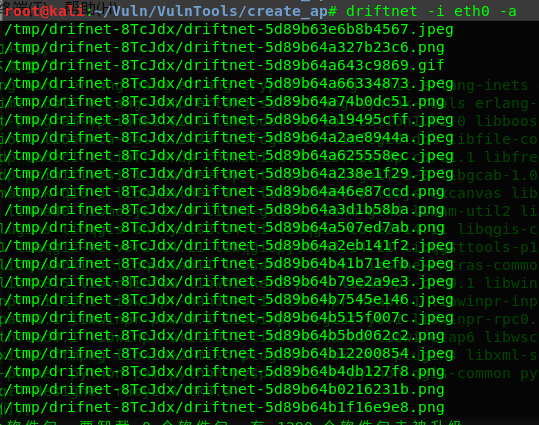 终端(T) 帮助(H)
root@kali:~/Vuln/VulnTools/create_ap# driftnet -i eth0 -a
/tmp/drifnet-8TcJdx/driftnet-5d89b63e6b8b4567.jpeg
/tmp/drifnet-8TcJdx/driftnet-5d89b64a327b23c6.png
/tmp/drifnet-8TcJdx/driftnet-5d89b64a643c9869.gif
/tmp/drifnet-8TcJdx/driftnet-5d89b64a66334873.jpeg
/tmp/drifnet-8TcJdx/driftnet-5d89b64a74b0dc51.png
/tmp/drifnet-8TcJdx/driftnet-5d89b64a19495cff.jpeg
/tmp/drifnet-8TcJdx/driftnet-5d89b64a2ae8944a.jpeg
/tmp/drifnet-8TcJdx/driftnet-5d89b64a625558ec.jpeg
/tmp/drifnet-8TcJdx/driftnet-5d89b64a238e1f29.jpeg
/tmp/drifnet-8TcJdx/driftnet-5d89b64a46e87ccd.png
/tmp/drifnet-8TcJdx/driftnet-5d89b64a3d1b58ba.png
/tmp/drifnet-8TcJdx/driftnet-5d89b64a507ed7ab.png
/tmp/drifnet-8TcJdx/driftnet-5d89b64a2eb141f2.jpeg
/tmp/drifnet-8TcJdx/driftnet-5d89b64b41b71efb.jpeg
/tmp/drifnet-8TcJdx/driftnet-5d89b64b79e2a9e3.jpeg
/tmp/drifnet-8TcJdx/driftnet-5d89b64b7545e146.jpeg
/tmp/drifnet-8TcJdx/driftnet-5d89b64b515f007c.jpeg
/tmp/drifnet-8TcJdx/driftnet-5d89b64b5bd062c2.png
/tmp/drifnet-8TcJdx/driftnet-5d89b64b12200854.jpeg
/tmp/drifnet-8TcJdx/driftnet-5d89b64b4db127f8.png
/tmp/drifnet-8TcJdx/driftnet-5d89b64b0216231b.png
/tmp/drifnet-8TcJdx/driftnet-5d89b64b1f16e9e8.png